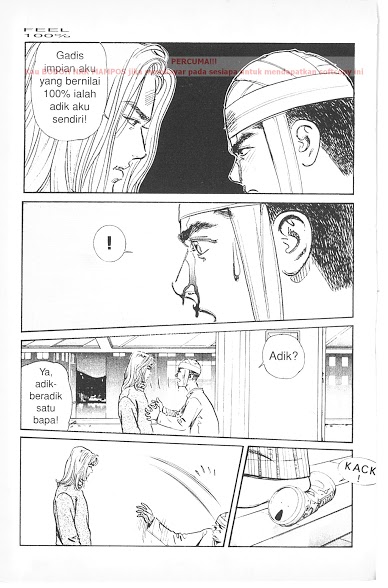 FEEL
100%
PERCUMA!!!
Gadis
impian aku
yang bernilai
100% ialah
adik aku
sendiri!
!
Adik?
Ya,
adik-
beradik
satu
bapa!
KACK
!